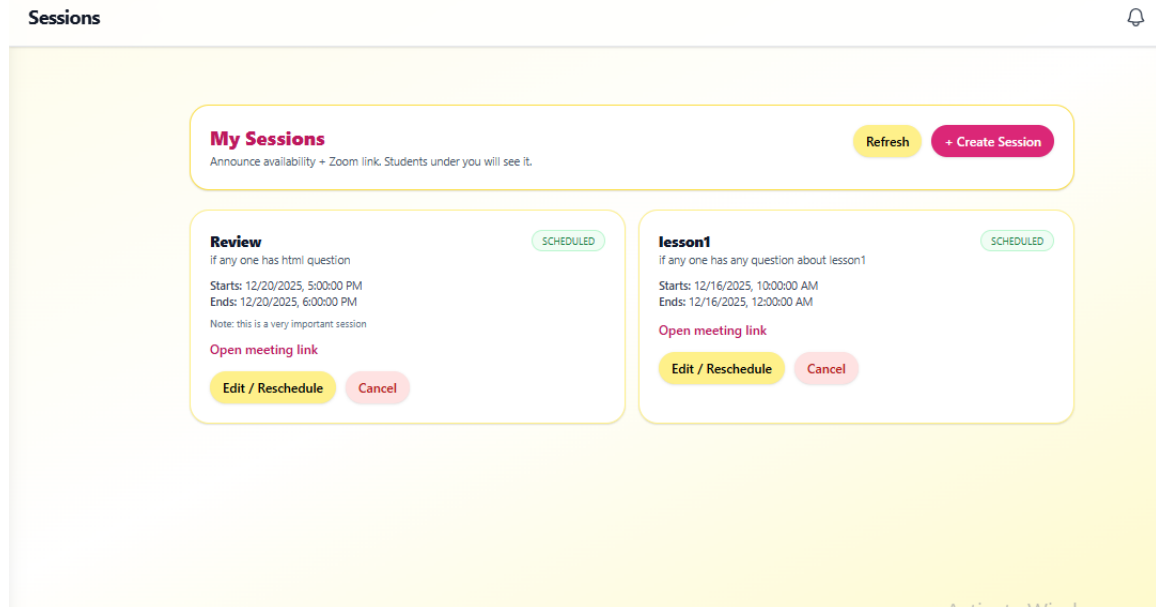 Sessions
My Sessions
Announce availability + Zoom link. Students under you will see it.
Refresh
+ Create Session
Review
SCHEDULED
if any one has html question
Starts: 12/20/2025, 5:00:00 PM
Ends: 12/20/2025, 6:00:00 PM
Note: this is a very important session
Open meeting link
Edit / Reschedule
Cancel
lesson1
SCHEDULED
if any one has any question about lesson1
Starts: 12/16/2025, 10:00:00 AM
Ends: 12/16/2025, 12:00:00 AM
Open meeting link
Edit / Reschedule
Cancel